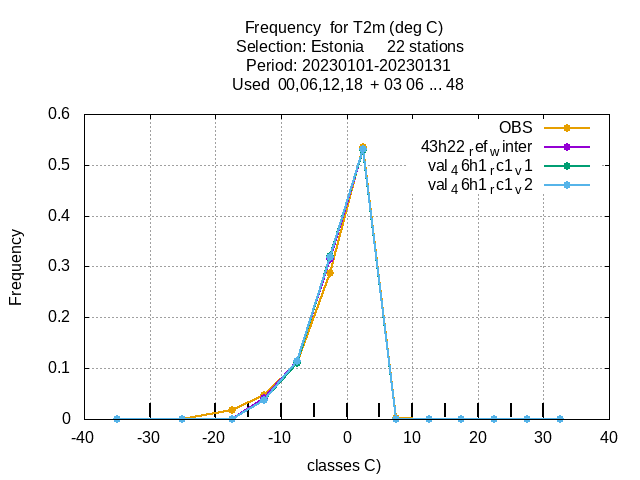 Frequency  for T2m (deg C)
Selection: Estonia     22 stations
Period: 20230101-20230131
Used  00,06,12,18  + 03 06 ... 48
0.6
0.5
0.4
0.3
0.2
0.1
0
Frequency
OBS
43h22 ref winter
val 46h1 rc1 v1
val 46h1 rc1 v2
-40 -30 -20 -10 0 10 20 30 40
classes C)